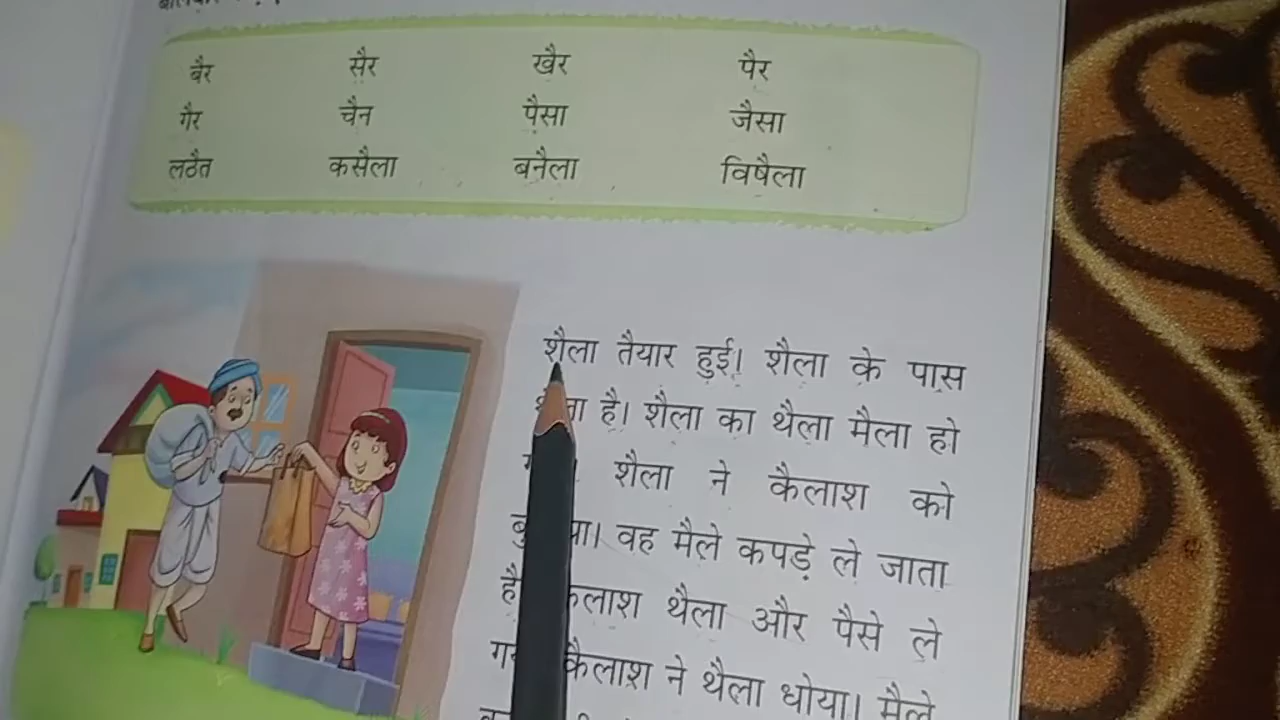 बैर सैर खैर पैर
गैर चैन पैसा जैसा
लठैत कसैला बनैला विषैला
शैला तैयार हुई। शैला के पास
है। शैला का थैला मैला हो
शैला ने कैलाश को
वह मैले कपड़े ले जाता
थैला और पैसे ले
कैलाश ने थैला धोया। मैले